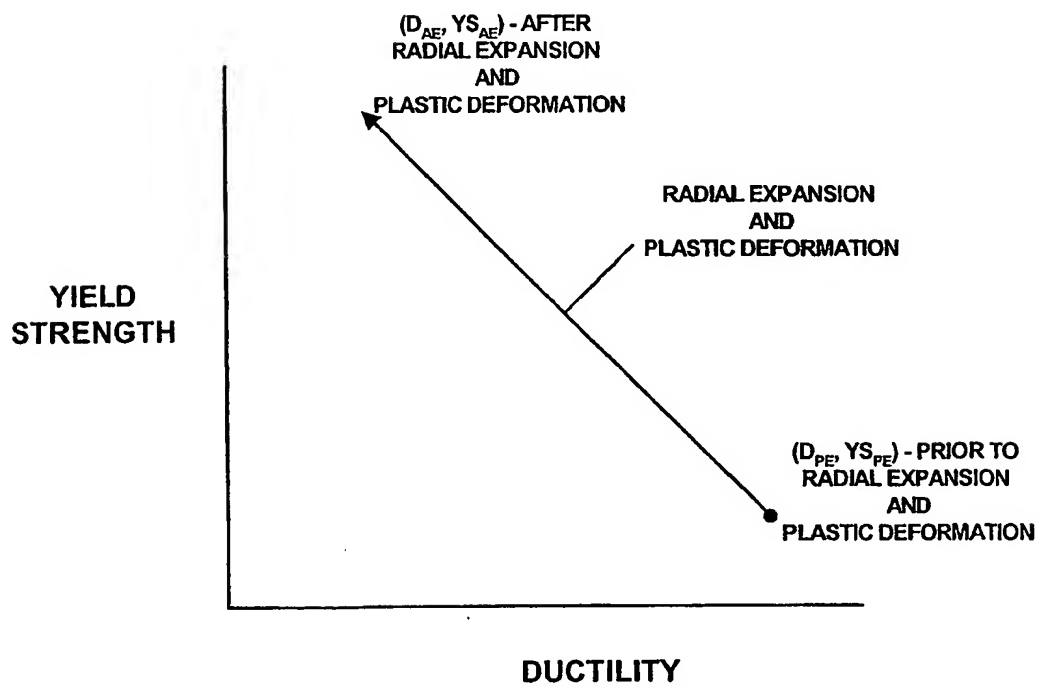 (D_AE, YS_AE) - AFTER
RADIAL EXPANSION
AND
PLASTIC DEFORMATION
RADIAL EXPANSION
AND
PLASTIC DEFORMATION
YIELD
STRENGTH
(D_PE, YS_PE) - PRIOR TO
RADIAL EXPANSION
AND
PLASTIC DEFORMATION
DUCTILITY